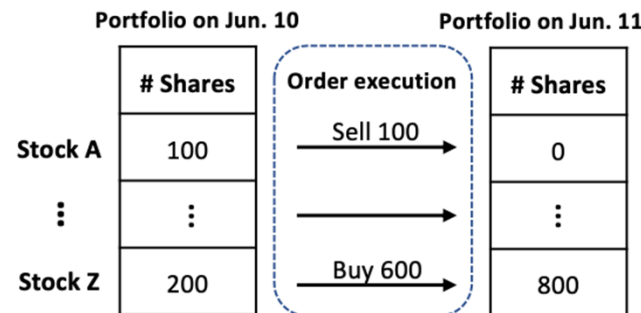 Portfolio on Jun. 10
Portfolio on Jun. 11
# Shares
Order execution
# Shares
Stock A
100
Sell 100
0
Stock Z
200
Buy 600
800